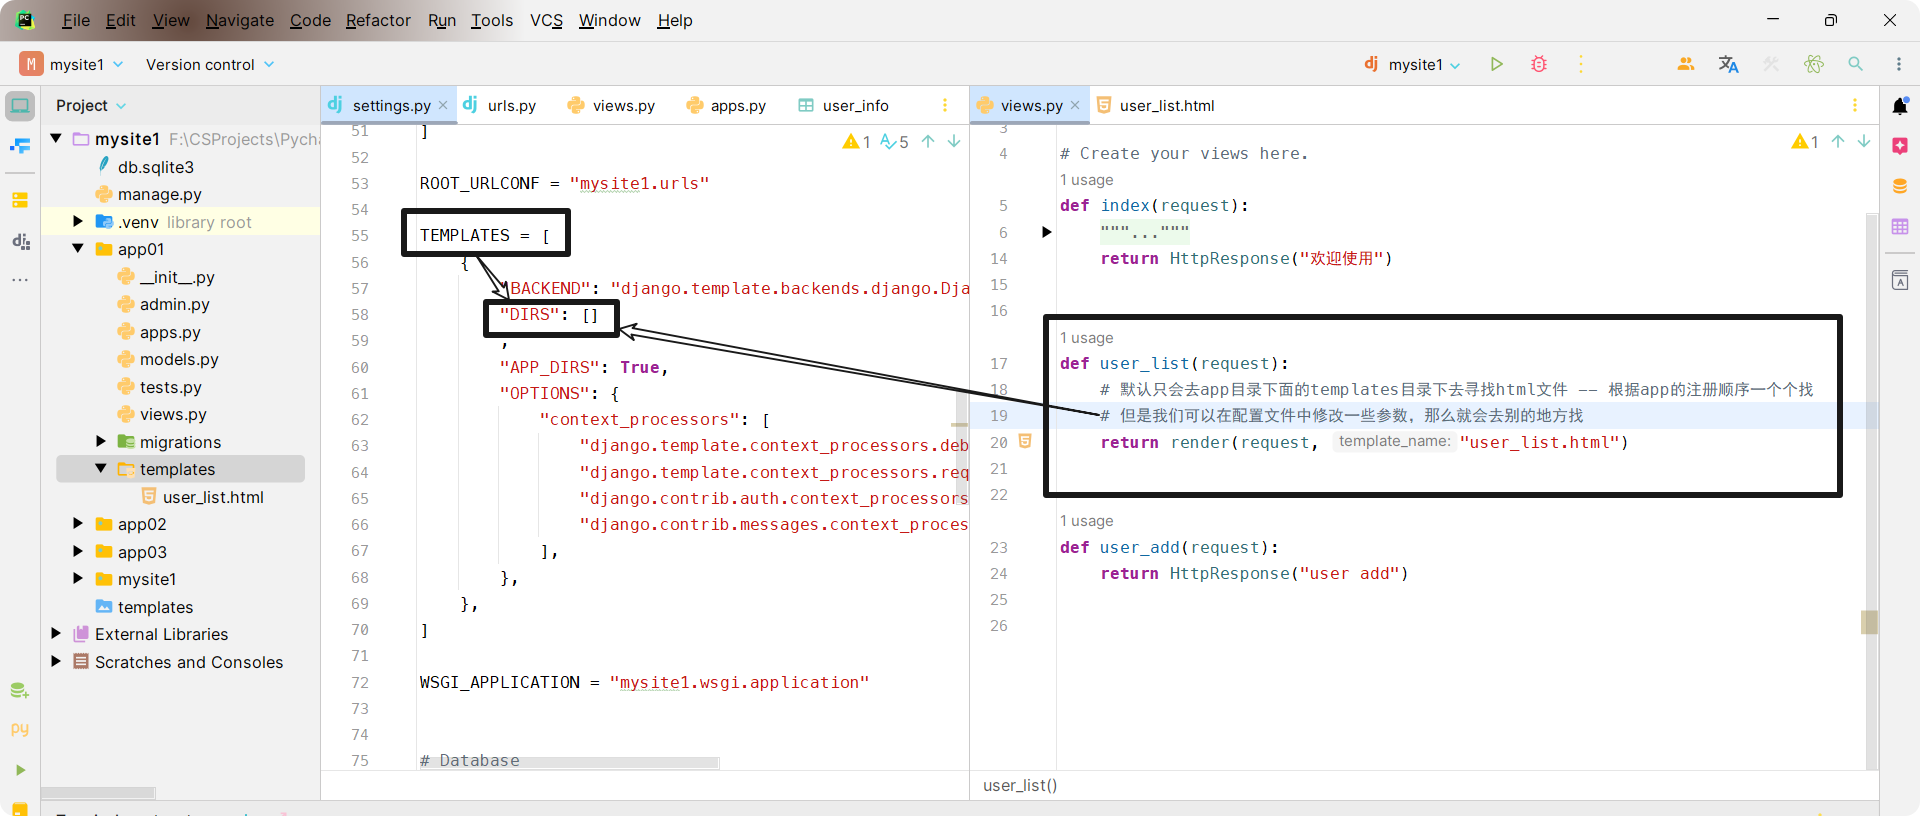 File Edit View Navigate Code Refactor Run Tools VCS Window Help
M mysite1 Version control
dj mysite1
Project
mysite1 F:\CSProjects\Pych
db.sqlite3
manage.py
.venv library root
app01
__init__.py
admin.py
apps.py
models.py
tests.py
views.py
migrations
templates
user_list.html
app02
app03
mysite1
templates
External Libraries
Scratches and Consoles
settings.py urls.py views.py apps.py user_info
1 5
51 ]
52
53 ROOT_URLCONF = "mysite1.urls"
54
55 TEMPLATES = [
56 {
57 "BACKEND": "django.template.backends.django.Dja
58 "DIRS": []
59 ,
60 "APP_DIRS": True,
61 "OPTIONS": {
62 "context_processors": [
63 "django.template.context_processors.deb
64 "django.template.context_processors.req
65 "django.contrib.auth.context_processors
66 "django.contrib.messages.context_proces
67 ],
68 },
69 },
70 ]
71
72 WSGI_APPLICATION = "mysite1.wsgi.application"
73
74
75 # Database
views.py user_list.html
1
3
4 # Create your views here.
1 usage
5 def index(request):
6 """..."""
14 return HttpResponse("欢迎使用")
15
16
1 usage
17 def user_list(request):
18 # 默认只会去app目录下面的templates目录下去寻找html文件 -- 根据app的注册顺序一个个找
19 # 但是我们可以在配置文件中修改一些参数，那么就会去别的地方找
20 return render(request, template_name: "user_list.html")
21
22
1 usage
23 def user_add(request):
24 return HttpResponse("user add")
25
26
user_list()